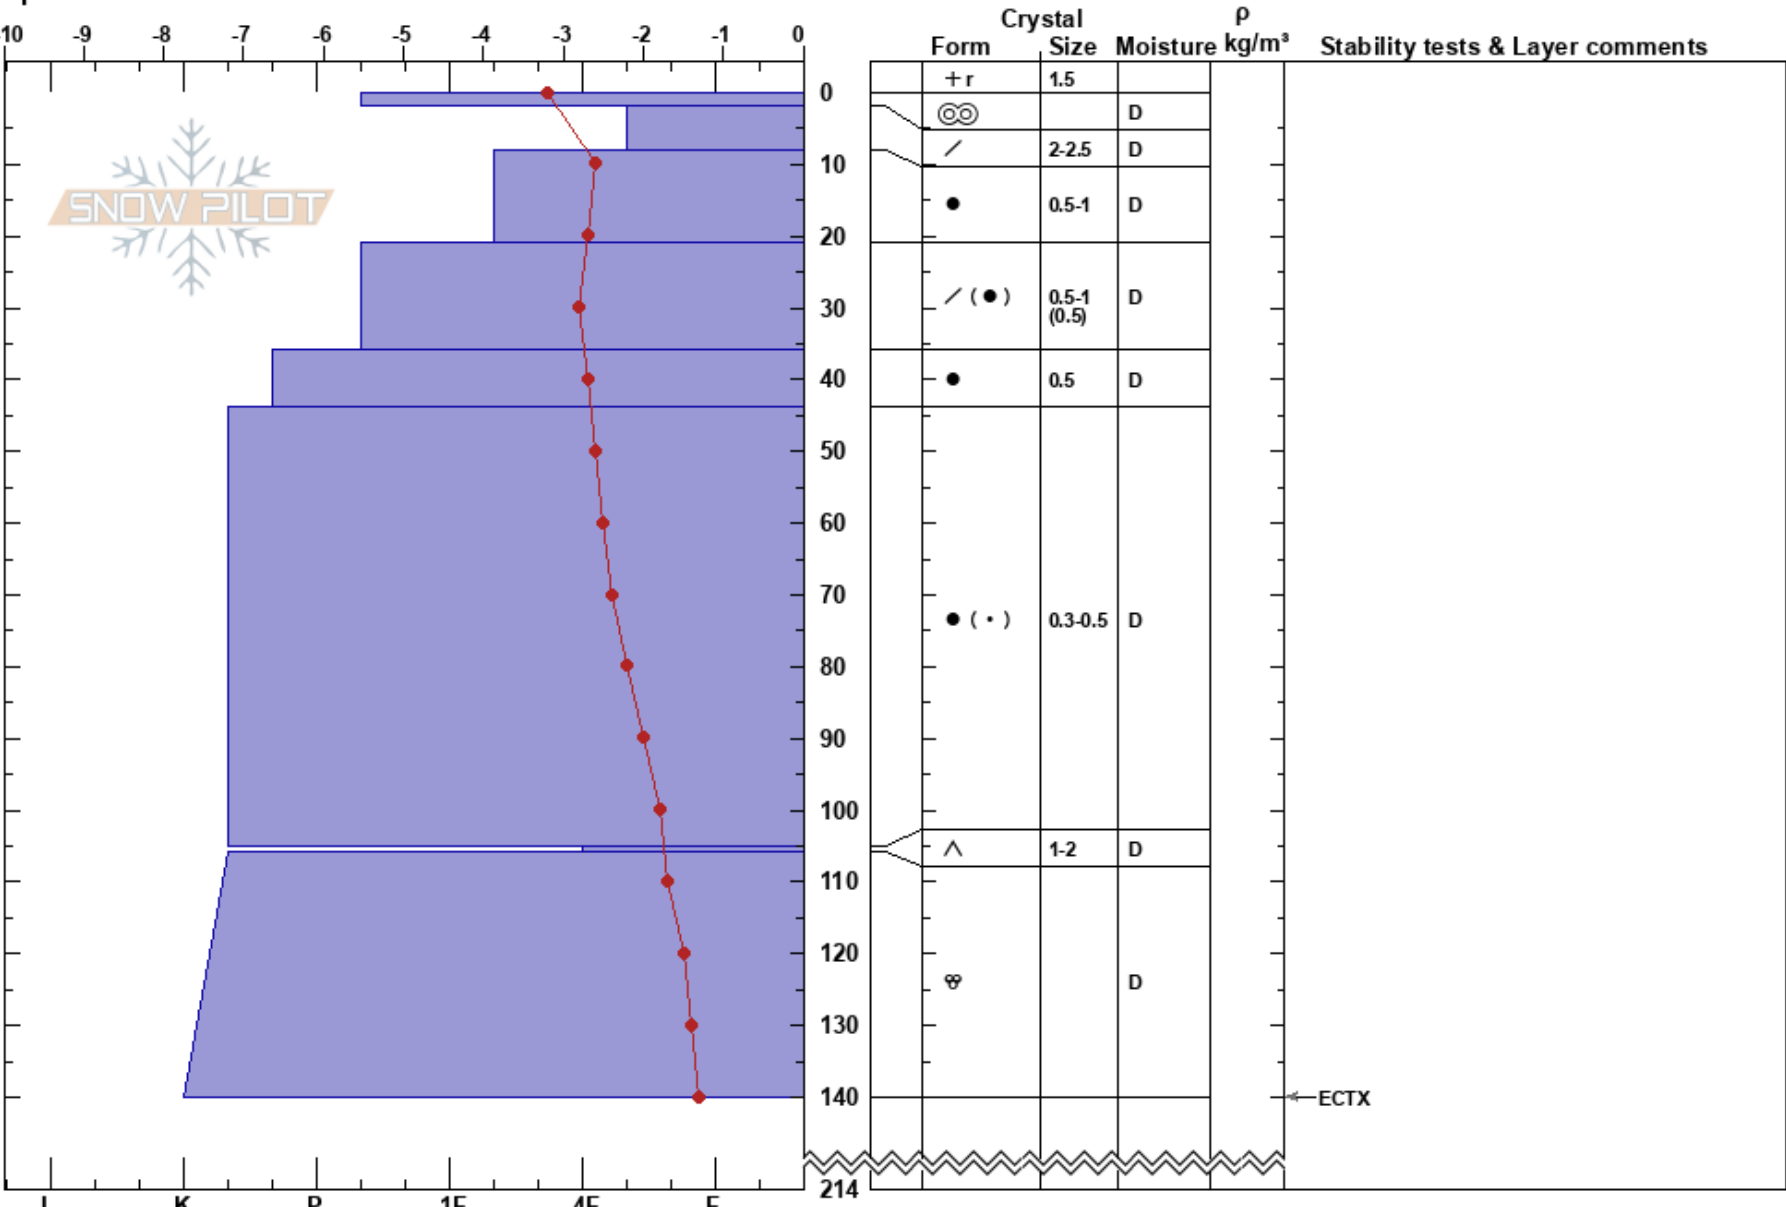 Crystal ρ
-10 -9 -8 -7 -6 -5 -4 -3 -2 -1 0 Form Size Moisture kg/m³ Stability tests & Layer comments
+ r 1.5
0
D
2-2.5 D
10
0.5-1 D
20
/ ( ● ) 0.5-1 D
(0.5)
30
40
0.5 D
50
60
70
● ( • ) 0.3-0.5 D
80
90
100
1-2 D
110
120
D
130
140
ECTX
214
I K P 1F 4F F
SNOW PILOT